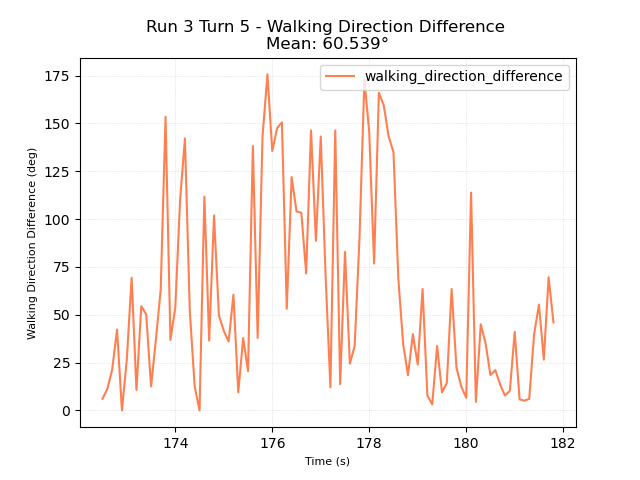 Run 3 Turn 5 - Walking Direction Difference
Mean: 60.539°
walking_direction_difference
Walking Direction Difference (deg)
175
150
125
100
75
50
25
0
174
176
178
180
182
Time (s)